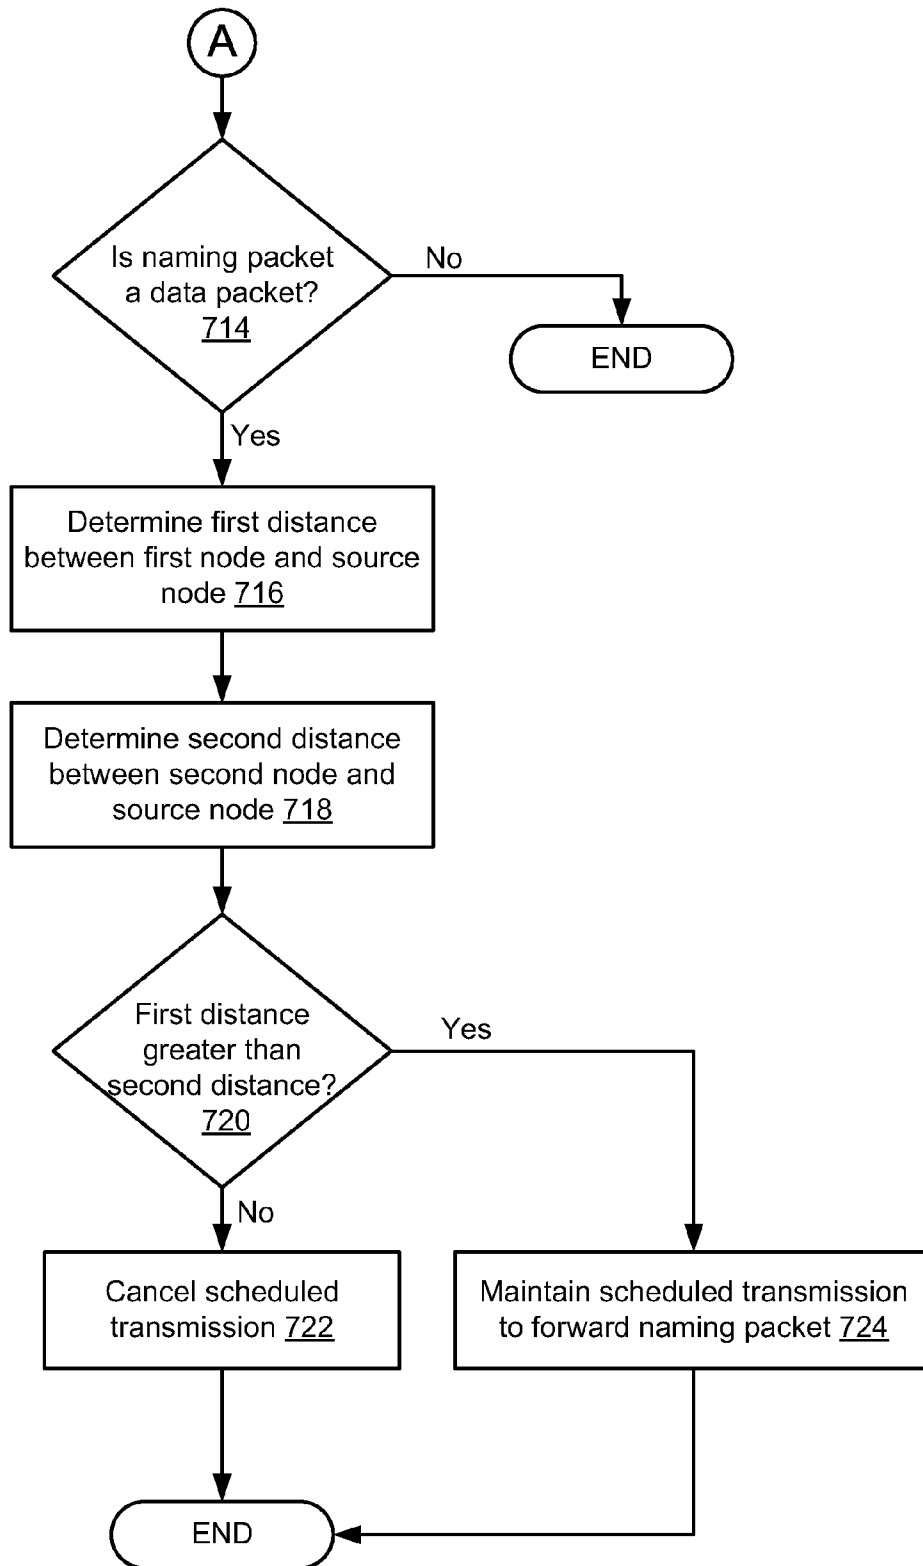 A
Is naming packet
a data packet?
714
No
END
Yes
Determine first distance
between first node and source
node 716
Determine second distance
between second node and
source node 718
First distance
greater than
second distance?
720
Yes
No
Cancel scheduled
transmission 722
Maintain scheduled transmission
to forward naming packet 724
END